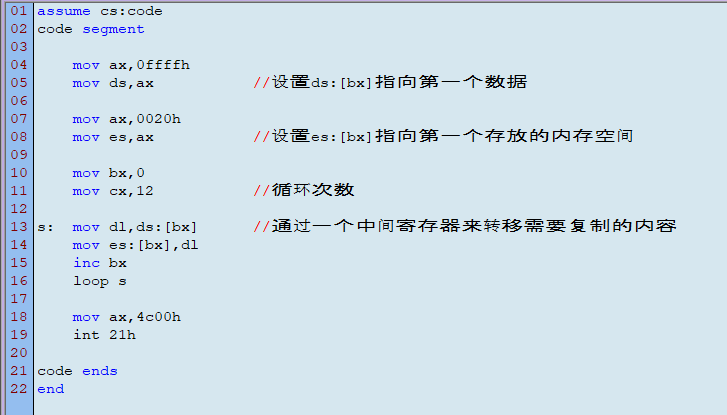 01 assume cs:code
02 code segment
03
04     mov ax,0ffffh
05     mov ds,ax           //设置ds:[bx]指向第一个数据
06
07     mov ax,0020h
08     mov es,ax           //设置es:[bx]指向第一个存放的内存空间
09
10     mov bx,0
11     mov cx,12           //循环次数
12
13 s:  mov dl,ds:[bx]      //通过一个中间寄存器来转移需要复制的内容
14     mov es:[bx],dl
15     inc bx
16     loop s
17
18     mov ax,4c00h
19     int 21h
20
21 code ends
22 end